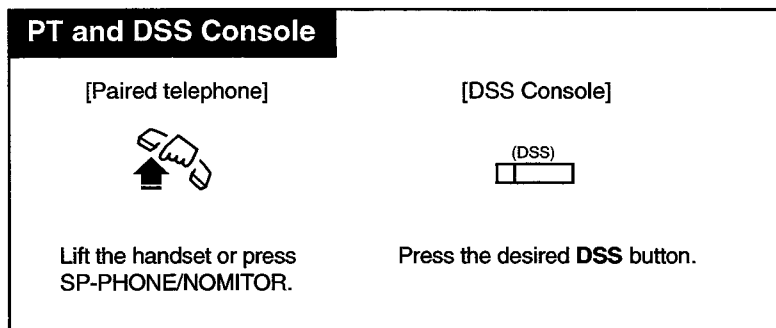 PT and DSS Console
[Paired telephone]
[DSS Console]
(DSS)
Lift the handset or press
SP-PHONE/NOMITOR.
Press the desired DSS button.